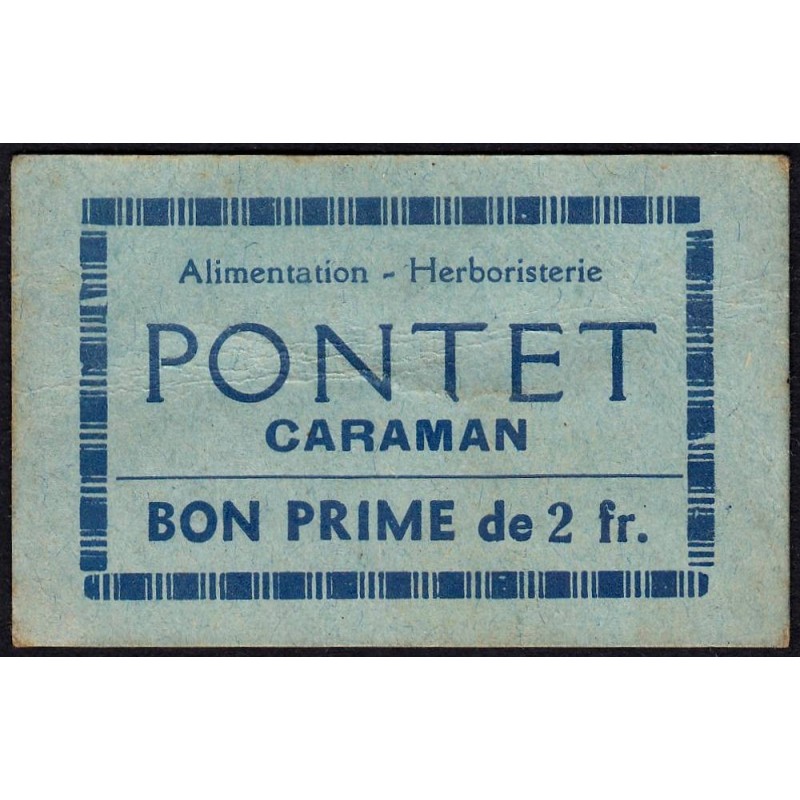 Alimentation - Herboristerie
PONTET
CARAMAN
BON PRIME de 2 fr.